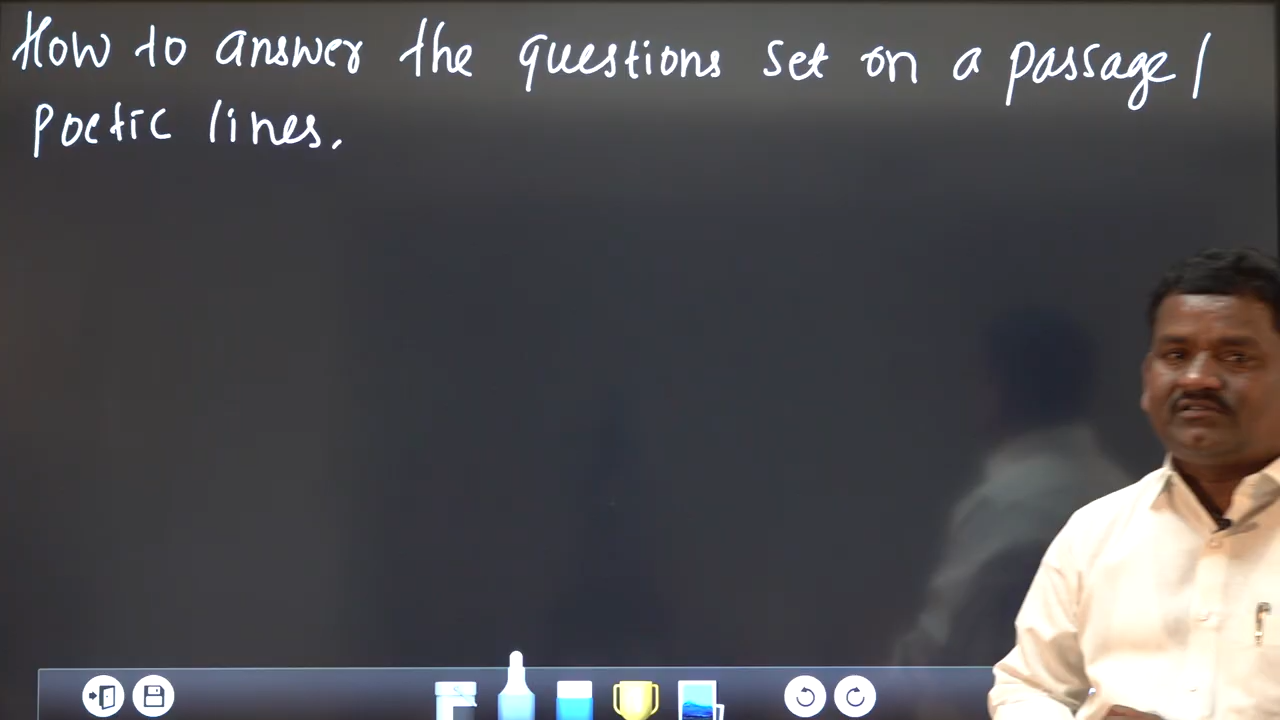 How to answer the questions set on a passage/
Poetic lines.